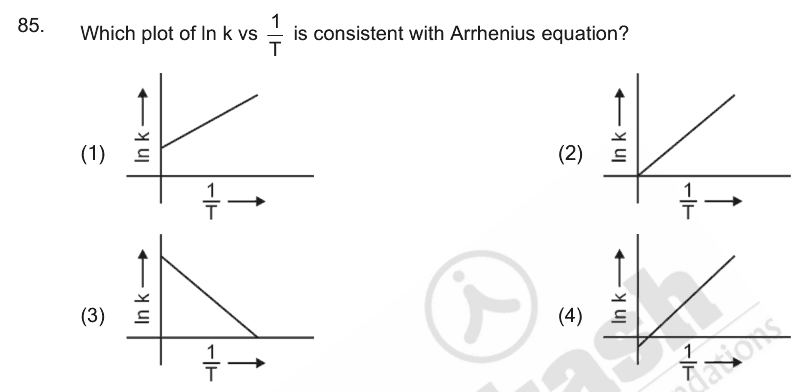 85. Which plot of ln k vs 1/T is consistent with Arrhenius equation?
(1) ln k 1/T
(2) ln k 1/T
(3) ln k 1/T
(4) ln k 1/T